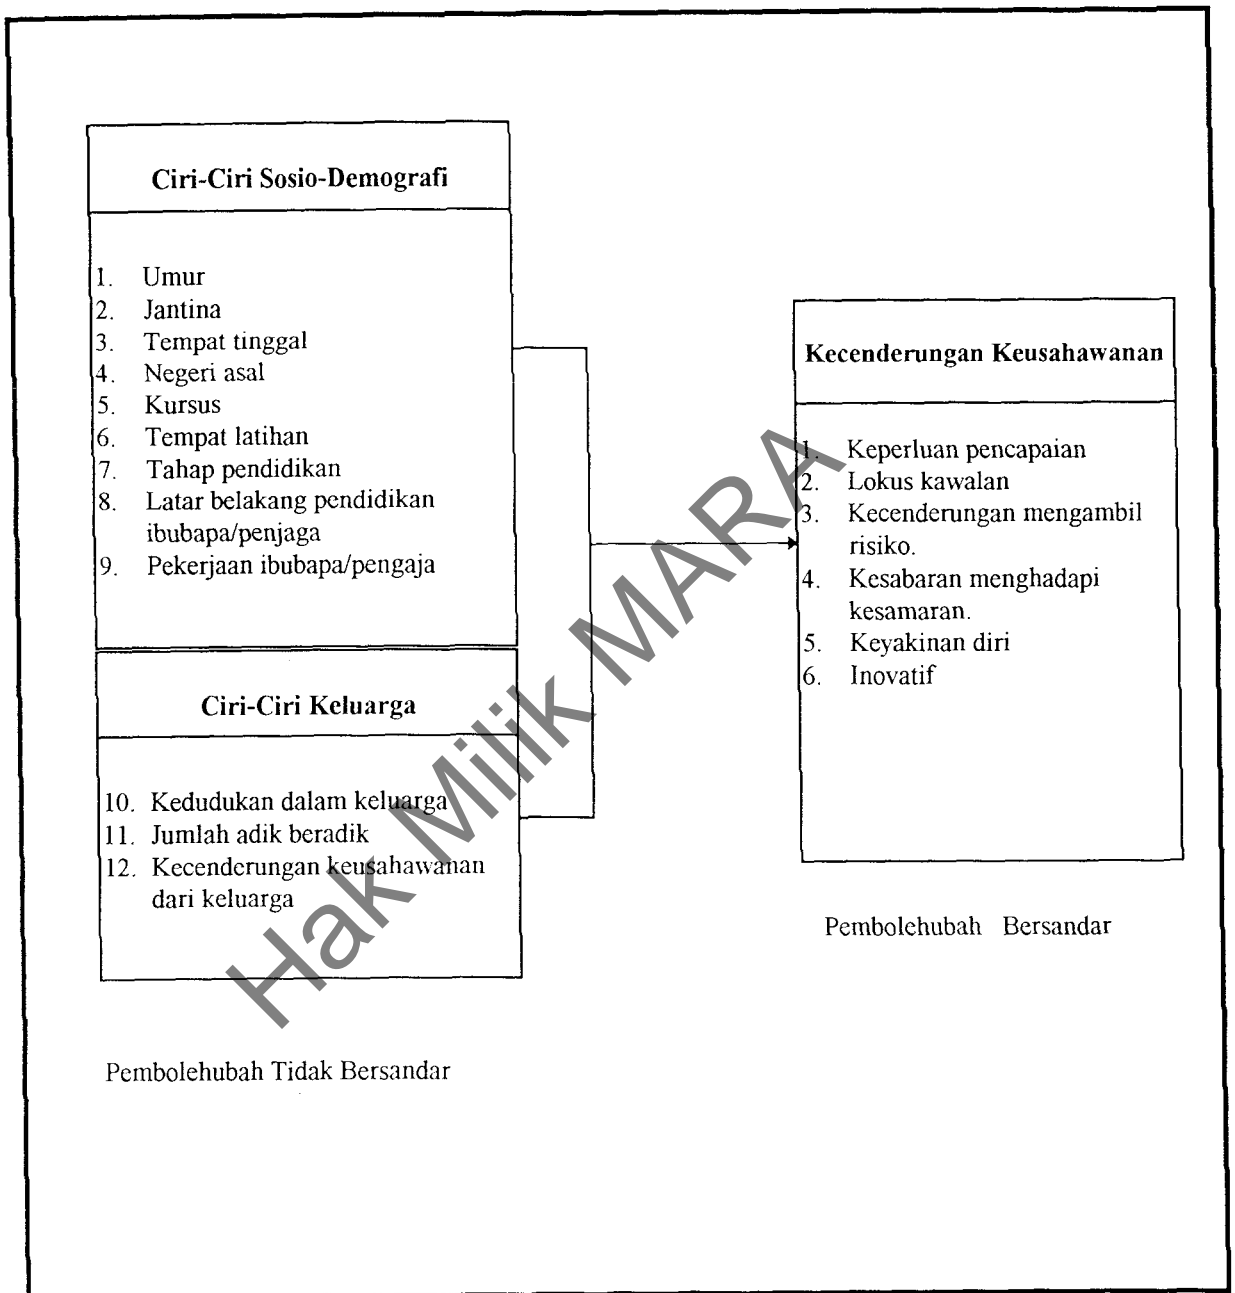 Ciri-Ciri Sosio-Demografi
1. Umur
2. Jantina
3. Tempat tinggal
4. Negeri asal
5. Kursus
6. Tempat latihan
7. Tahap pendidikan
8. Latar belakang pendidikan
ibubapa/penjaga
9. Pekerjaan ibubapa/pengaja
Ciri-Ciri Keluarga
10. Kedudukan dalam keluarga
11. Jumlah adik beradik
12. Kecenderungan keusahawanan
dari keluarga
Pembolehubah Tidak Bersandar
Kecenderungan Keusahawanan
1. Keperluan pencapaian
2. Lokus kawalan
3. Kecenderungan mengambil
risiko.
4. Kesabaran menghadapi
kesamaran.
5. Keyakinan diri
6. Inovatif
Pembolehubah Bersandar
Hak Milik MARA